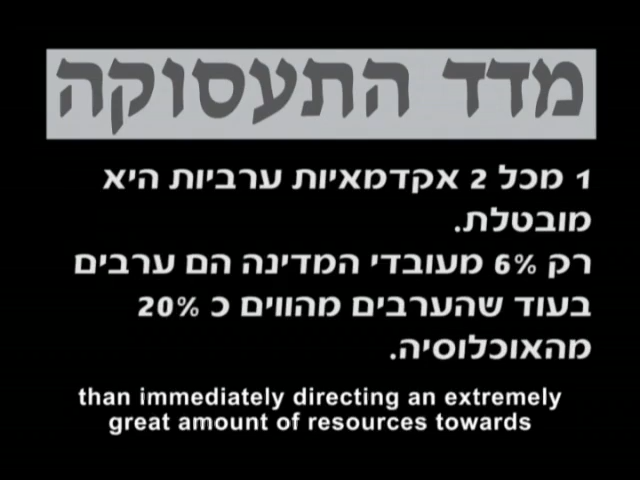 מדד התעסוקה
1 מכל 2 אקדמאיות ערביות היא
מובטלת.
רק 6% מעובדי המדינה הם ערבים
בעוד שהערבים מהווים כ 20%
מהאוכלוסיה.
than immediately directing an extremely
great amount of resources towards